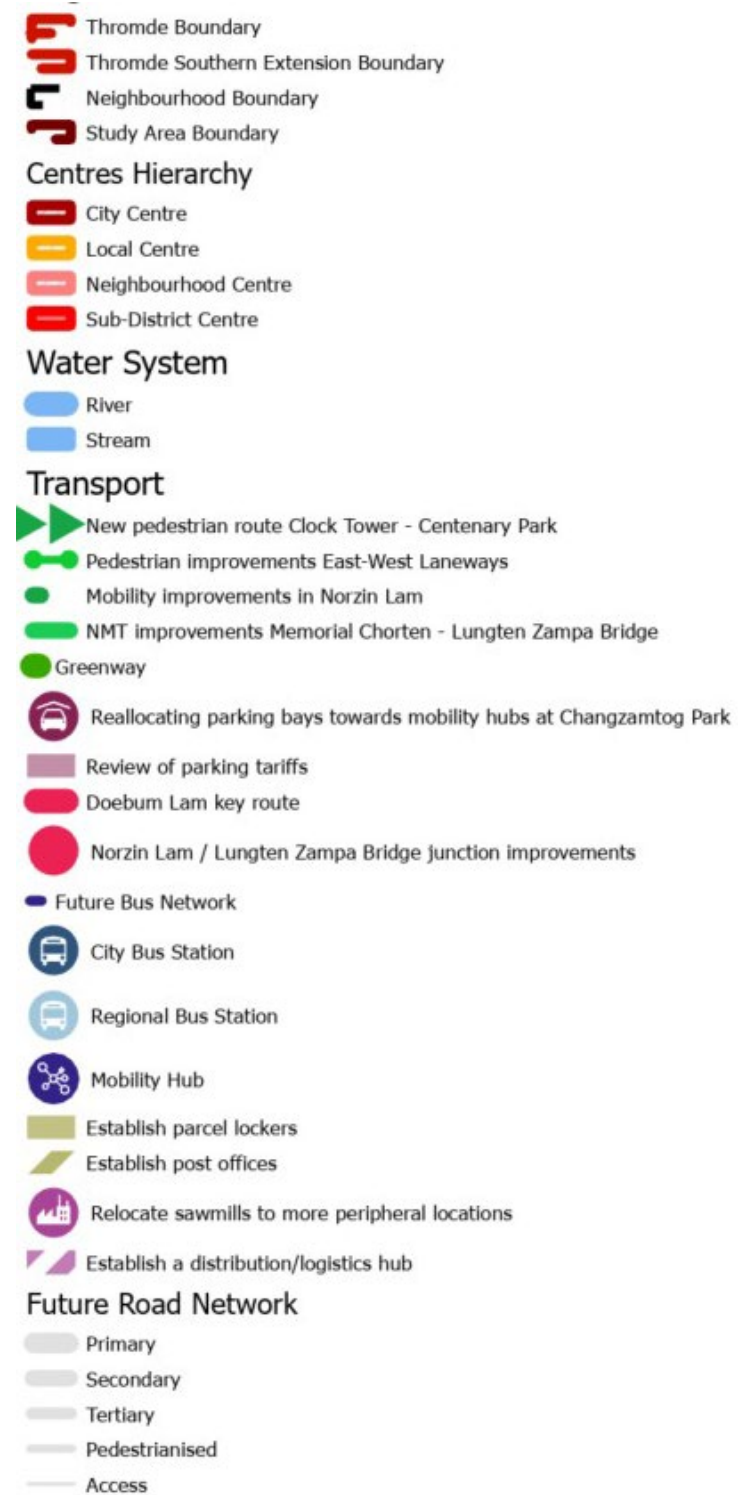 Thromde Boundary
Thromde Southern Extension Boundary
Neighbourhood Boundary
Study Area Boundary
Centres Hierarchy
City Centre
Local Centre
Neighbourhood Centre
Sub-District Centre
Water System
River
Stream
Transport
New pedestrian route Clock Tower - Centenary Park
Pedestrian improvements East-West Laneways
Mobility improvements in Norzin Lam
NMT improvements Memorial Chorten - Lungten Zampa Bridge
Greenway
Reallocating parking bays towards mobility hubs at Changzamtog Park
Review of parking tariffs
Doebum Lam key route
Norzin Lam / Lungten Zampa Bridge junction improvements
Future Bus Network
City Bus Station
Regional Bus Station
Mobility Hub
Establish parcel lockers
Establish post offices
Relocate sawmills to more peripheral locations
Establish a distribution/logistics hub
Future Road Network
Primary
Secondary
Tertiary
Pedestrianised
Access